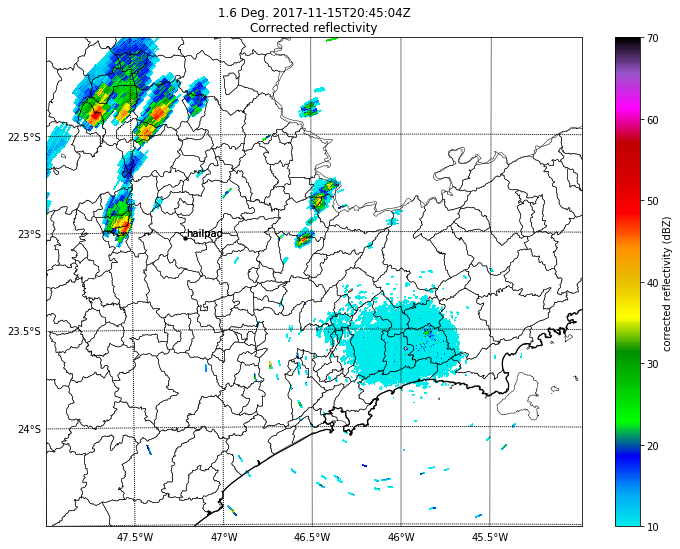 1.6 Deg. 2017-11-15T20:45:04Z
Corrected reflectivity
22.5°S
23°S
23.5°S
24°S
47.5°W
47°W
46.5°W
46°W
45.5°W
hailpad
70
60
50
40
30
20
10
corrected reflectivity (dBZ)